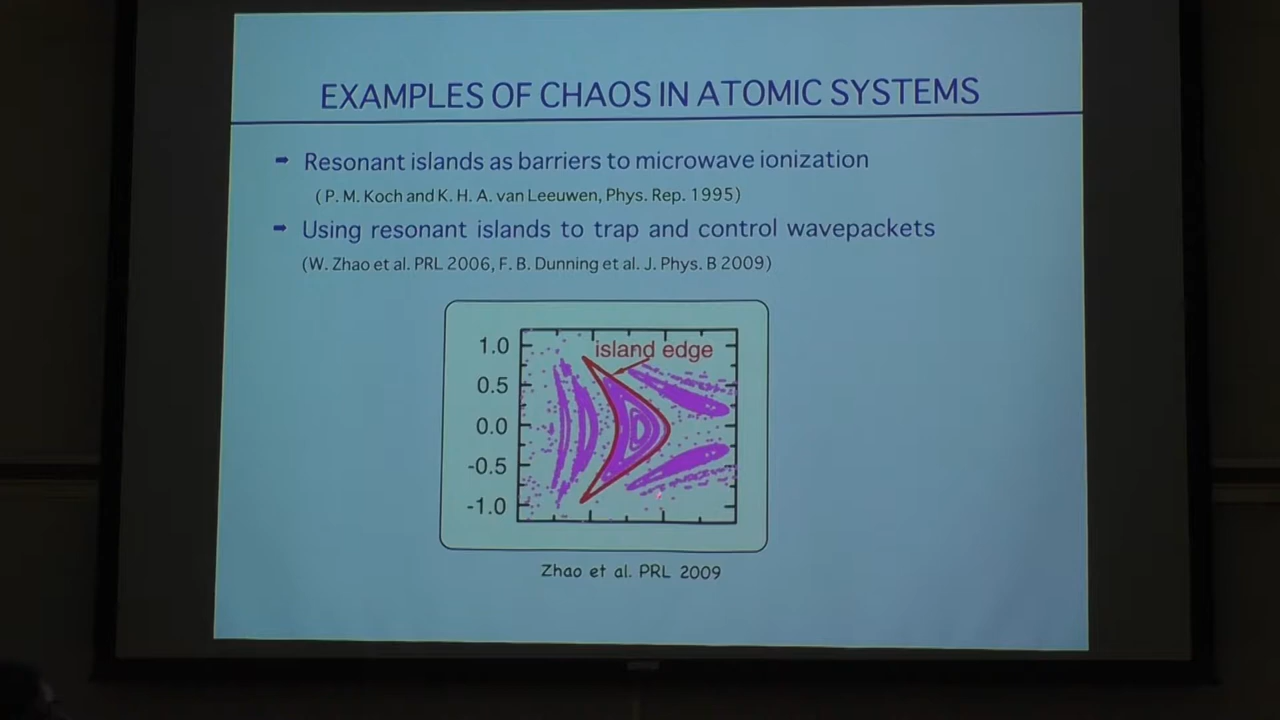 EXAMPLES OF CHAOS IN ATOMIC SYSTEMS
➡ Resonant islands as barriers to microwave ionization
( P. M. Koch and K. H. A. van Leeuwen, Phys. Rep. 1995)
➡ Using resonant islands to trap and control wavepackets
(W. Zhao et al. PRL 2006, F. B. Dunning et al. J. Phys. B 2009)
island edge
1.0
0.5
0.0
-0.5
-1.0
Zhao et al. PRL 2009